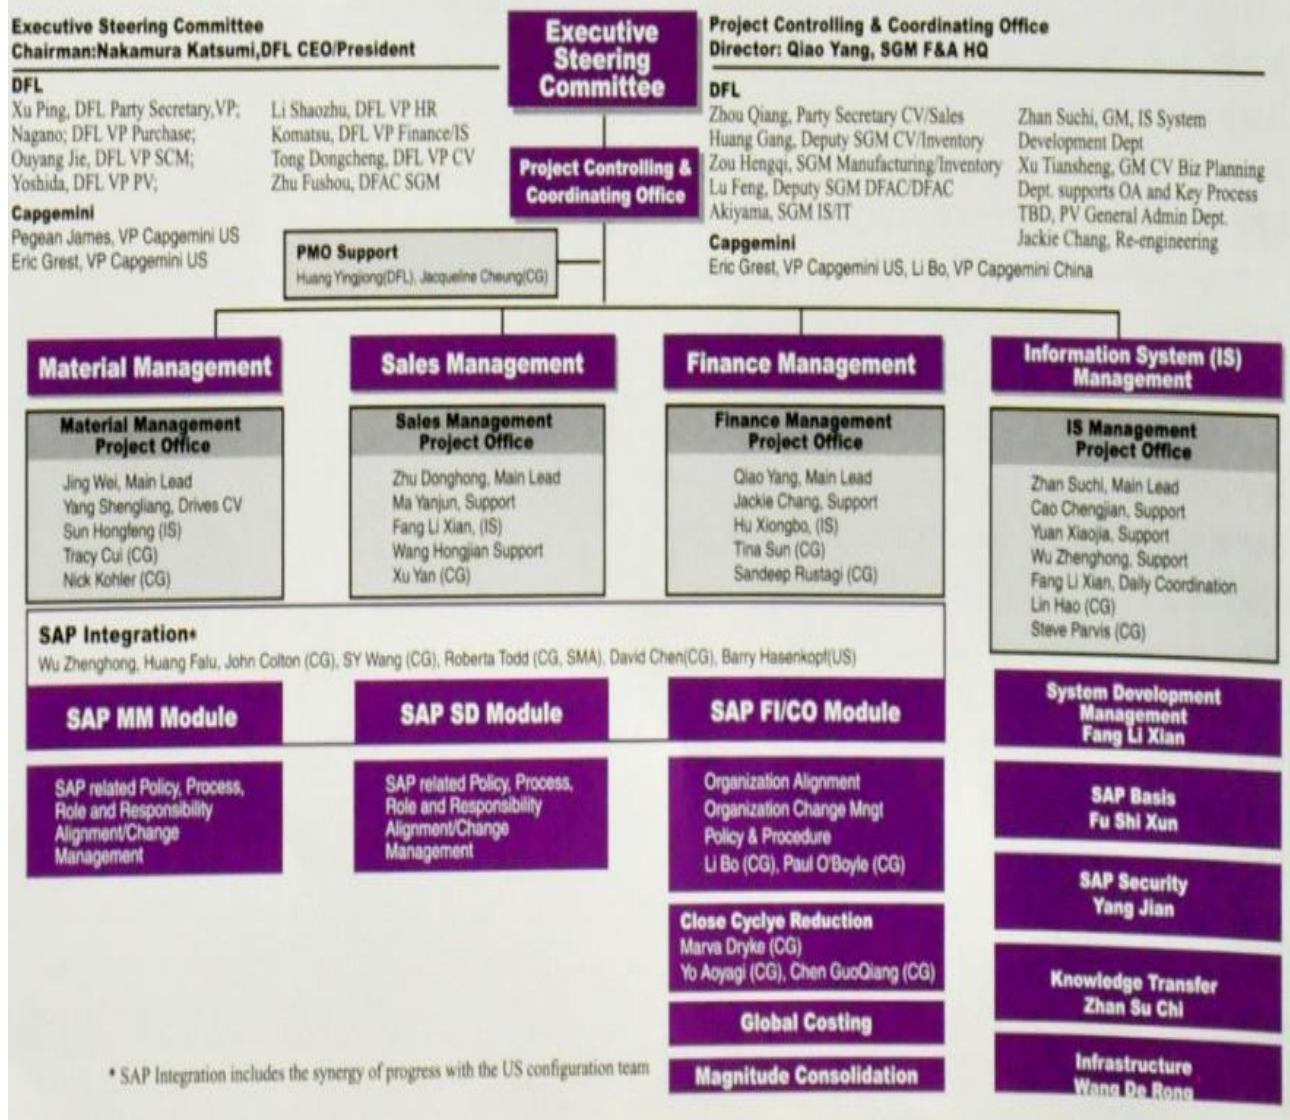 Executive Steering Committee
Chairman:Nakamura Katsumi,DFL CEO/President
DFL
Xu Ping, DFL Party Secretary,VP;
Nagano; DFL VP Purchase;
Ouyang Jie, DFL VP SCM;
Yoshida, DFL VP PV;
Li Shaozhu, DFL VP HR
Komatsu, DFL VP Finance/IS
Tong Dongcheng, DFL VP CV
Zhu Fushou, DFAC SGM
Capgemini
Pegean James, VP Capgemini US
Eric Grest, VP Capgemini US
Executive
Steering
Committee
Project Controlling &
Coordinating Office
Project Controlling & Coordinating Office
Director: Qiao Yang, SGM F&A HQ
DFL
Zhou Qiang, Party Secretary CV/Sales
Huang Gang, Deputy SGM CV/Inventory
Zou Hengqi, SGM Manufacturing/Inventory
Lu Feng, Deputy SGM DFAC/DFAC
Akiyama, SGM IS/IT
Zhan Suchi, GM, IS System
Development Dept
Xu Tiansheng, GM CV Biz Planning
Dept. supports OA and Key Process
TBD, PV General Admin Dept.
Jackie Chang, Re-engineering
Capgemini
Eric Grest, VP Capgemini US, Li Bo, VP Capgemini China
PMO Support
Huang Yingjiong(DFL), Jacqueline Cheung(CG)
Material Management
Material Management
Project Office
Jing Wei, Main Lead
Yang Shengliang, Drives CV
Sun Hongfeng (IS)
Tracy Cui (CG)
Nick Kohler (CG)
Sales Management
Sales Management
Project Office
Zhu Donghong, Main Lead
Ma Yanjun, Support
Fang Li Xian, (IS)
Wang Hongjian Support
Xu Yan (CG)
Finance Management
Finance Management
Project Office
Qiao Yang, Main Lead
Jackie Chang, Support
Hu Xiongbo, (IS)
Tina Sun (CG)
Sandeep Rustagi (CG)
Information System (IS)
Management
IS Management
Project Office
Zhan Suchi, Main Lead
Cao Chengjian, Support
Yuan Xiaojia, Support
Wu Zhenghong, Support
Fang Li Xian, Daily Coordination
Lin Hao (CG)
Steve Parvis (CG)
SAP Integration*
Wu Zhenghong, Huang Falu, John Colton (CG), SY Wang (CG), Roberta Todd (CG, SMA), David Chen(CG), Barry Hasenkopf(US)
SAP MM Module
SAP related Policy, Process,
Role and Responsibility
Alignment/Change
Management
SAP SD Module
SAP related Policy, Process,
Role and Responsibility
Alignment/Change
Management
SAP FI/CO Module
Organization Alignment
Organization Change Mngt
Policy & Procedure
Li Bo (CG), Paul O'Boyle (CG)
Close Cyclye Reduction
Marva Dryke (CG)
Yo Aoyagi (CG), Chen GuoQiang (CG)
Global Costing
Magnitude Consolidation
System Development
Management
Fang Li Xian
SAP Basis
Fu Shi Xun
SAP Security
Yang Jian
Knowledge Transfer
Zhan Su Chi
Infrastructure
Wang De Rong
* SAP Integration includes the synergy of progress with the US configuration team